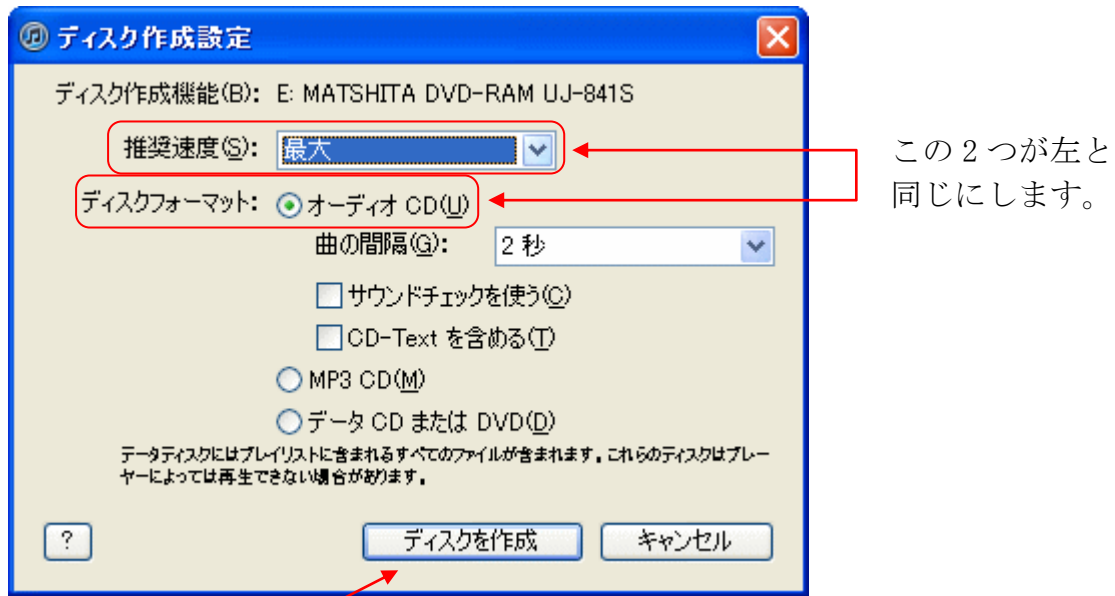 ディスク作成設定
ディスク作成機能(B): E: MATSHITA DVD-RAM UJ-841S
推奨速度(S): 最大
ディスクフォーマット: オーディオ CD(U)
曲の間隔(G): 2 秒
サウンドチェックを使う(C)
CD-Text を含める(T)
MP3 CD(M)
データ CD または DVD(D)
データディスクにはプレイリストに含まれるすべてのファイルが含まれます。これらのディスクはプレー
ヤーによっては再生できない場合があります。
? ディスクを作成 キャンセル
この2つが左と
同じにします。